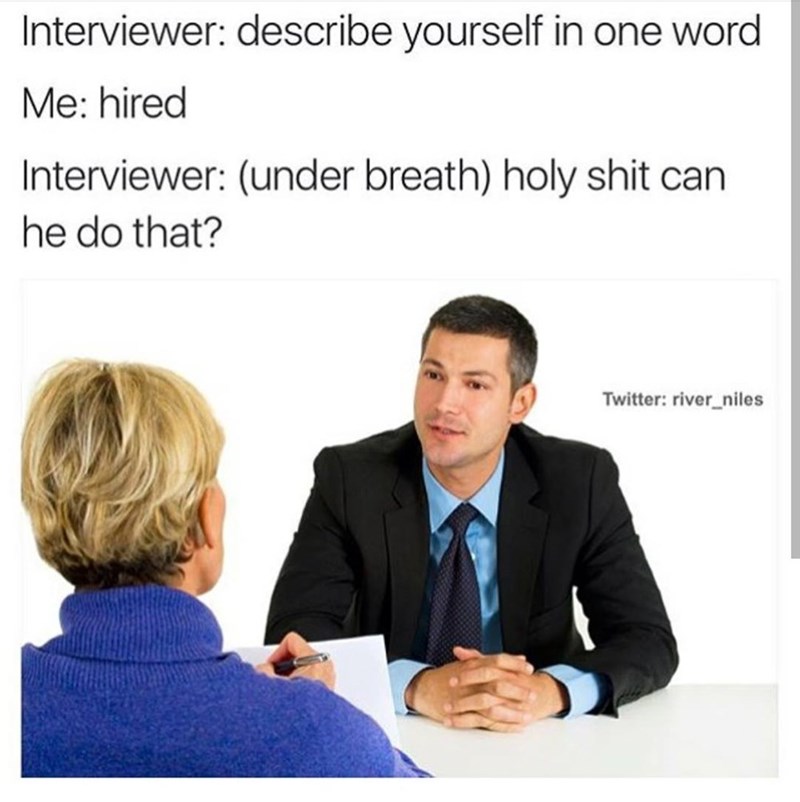 Interviewer: describe yourself in one word
Me: hired
Interviewer: (under breath) holy shit can
he do that?
Twitter: river_niles